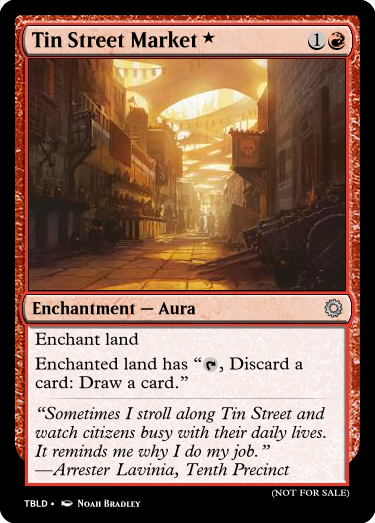 Tin Street Market ★ 1
Enchantment — Aura
Enchant land
Enchanted land has “, Discard a
card: Draw a card.”
“Sometimes I stroll along Tin Street and
watch citizens busy with their daily lives.
It reminds me why I do my job.”
—Arrester Lavinia, Tenth Precinct
(NOT FOR SALE)
TBLD • Noah Bradley